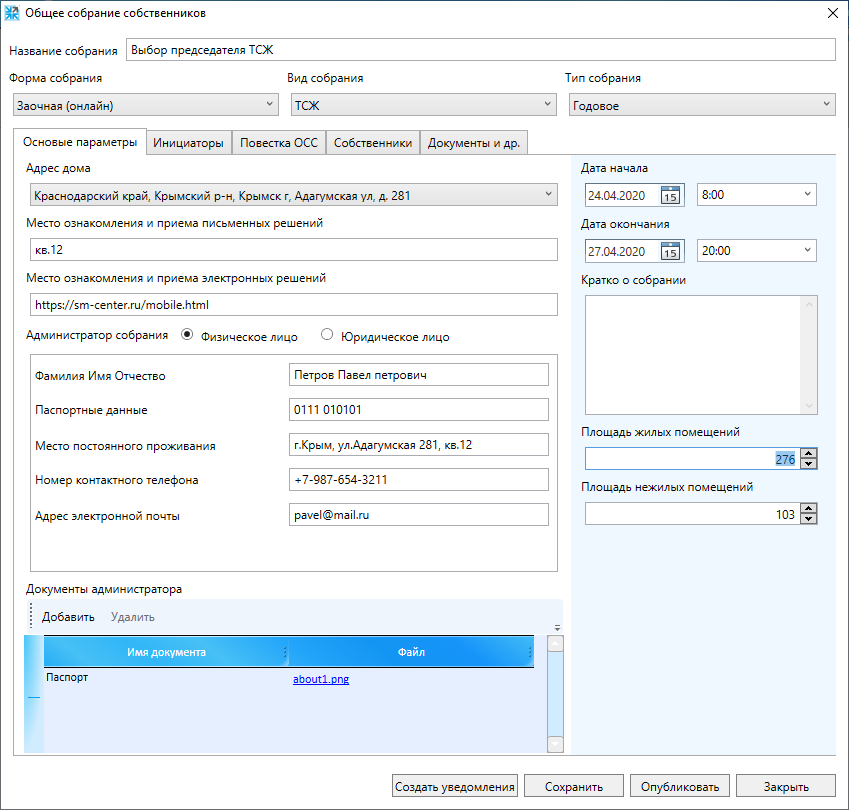 Общее собрание собственников
Название собрания Выбор председателя ТСЖ
Форма собрания Вид собрания Тип собрания
Заочная (онлайн) ТСЖ Годовое
Основые параметры Инициаторы Повестка ОСС Собственники Документы и др.
Адрес дома
Краснодарский край, Крымский р-н, Крымск г, Адагумская ул, д. 281
Место ознакомления и приема письменных решений
кв.12
Место ознакомления и приема электронных решений
https://sm-center.ru/mobile.html
Администратор собрания Физическое лицо Юридическое лицо
Фамилия Имя Отчество Петров Павел петрович
Паспортные данные 0111 010101
Место постоянного проживания г.Крым, ул.Адагумская 281, кв.12
Номер контактного телефона +7-987-654-3211
Адрес электронной почты pavel@mail.ru
Документы администратора
Добавить Удалить
Имя документа Файл
Паспорт about1.png
Дата начала
24.04.2020 15 8:00
Дата окончания
27.04.2020 15 20:00
Кратко о собрании
Площадь жилых помещений
276
Площадь нежилых помещений
103
Создать уведомления Сохранить Опубликовать Закрыть